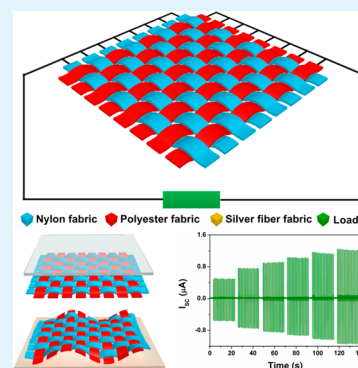 Nylon fabric Polyester fabric Silver fiber fabric Load
1.6
0.8
0.0
-0.8
I_SC (μA)
0 20 40 60 80 100 120 14
Time (s)